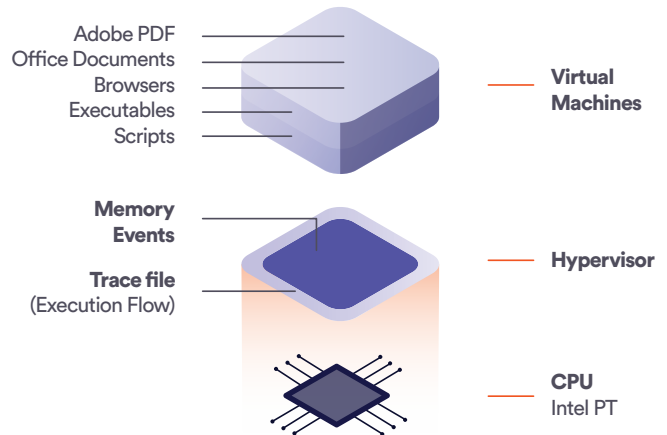 Adobe PDF
Office Documents
Browsers
Executables
Scripts
Virtual
Machines
Memory
Events
Trace file
(Execution Flow)
Hypervisor
CPU
Intel PT